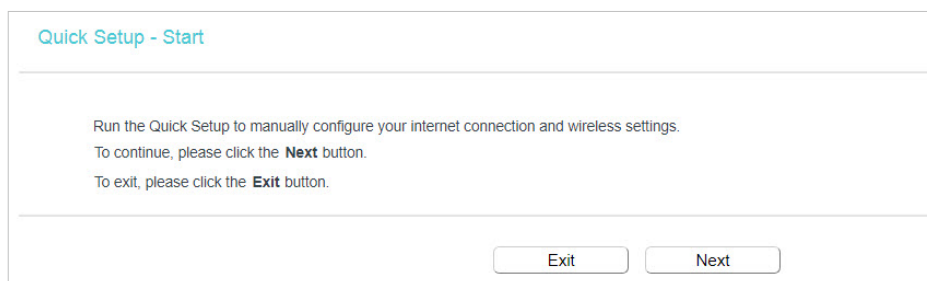 Quick Setup - Start
Run the Quick Setup to manually configure your internet connection and wireless settings.
To continue, please click the Next button.
To exit, please click the Exit button.
Exit Next